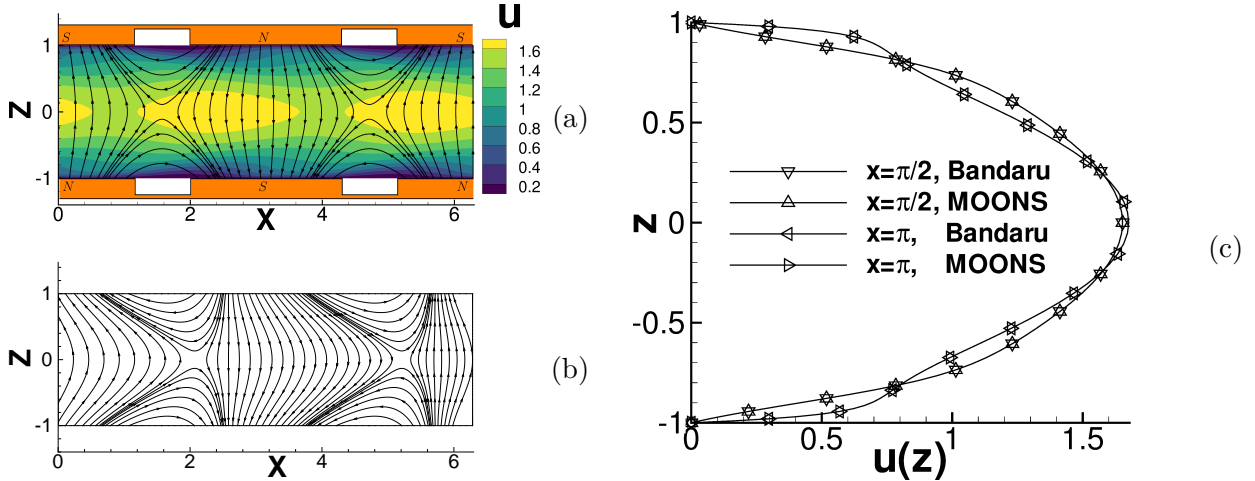 u
S N S
1
0
-1
N S N
Z
0 2 4 6
X
1.6
1.4
1.2
1
0.8
0.6
0.4
0.2
(a)
1
0
-1
Z
0 2 4 6
X
(b)
1
0.5
0
-0.5
-1
z
x=π/2, Bandaru
x=π/2, MOONS
x=π, Bandaru
x=π, MOONS
0 0.5 1 1.5
u(z)
(c)